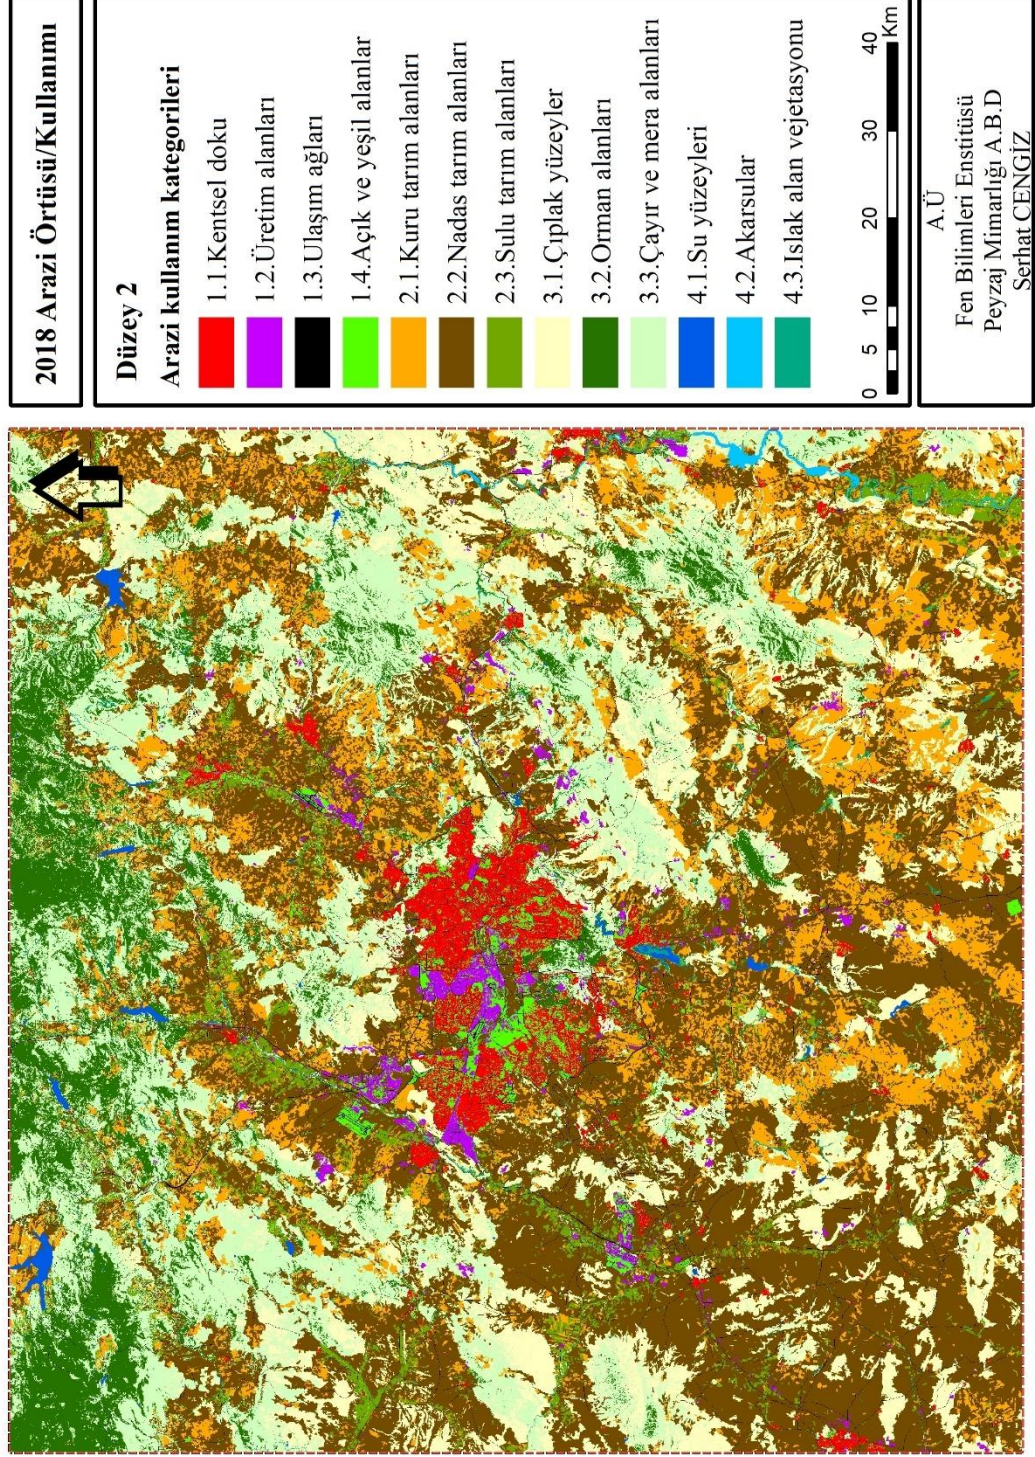 2018 Arazi Örtüsü/Kullanımı
Düzey 2
Arazi kullanım kategorileri
1.1.Kentsel doku
1.2.Üretim alanları
1.3.Ulaşım ağları
1.4.Açık ve yeşil alanlar
2.1.Kuru tarım alanları
2.2.Nadas tarım alanları
2.3.Sulu tarım alanları
3.1.Çıplak yüzeyler
3.2.Orman alanları
3.3.Çayır ve mera alanları
4.1.Su yüzeyleri
4.2.Akarsular
4.3.Islak alan vejetasyonu
0 5 10 20 30 40
Km
A.Ü
Fen Bilimleri Enstitüsü
Peyzaj Mimarlığı A.B.D
Serhat CENGİZ